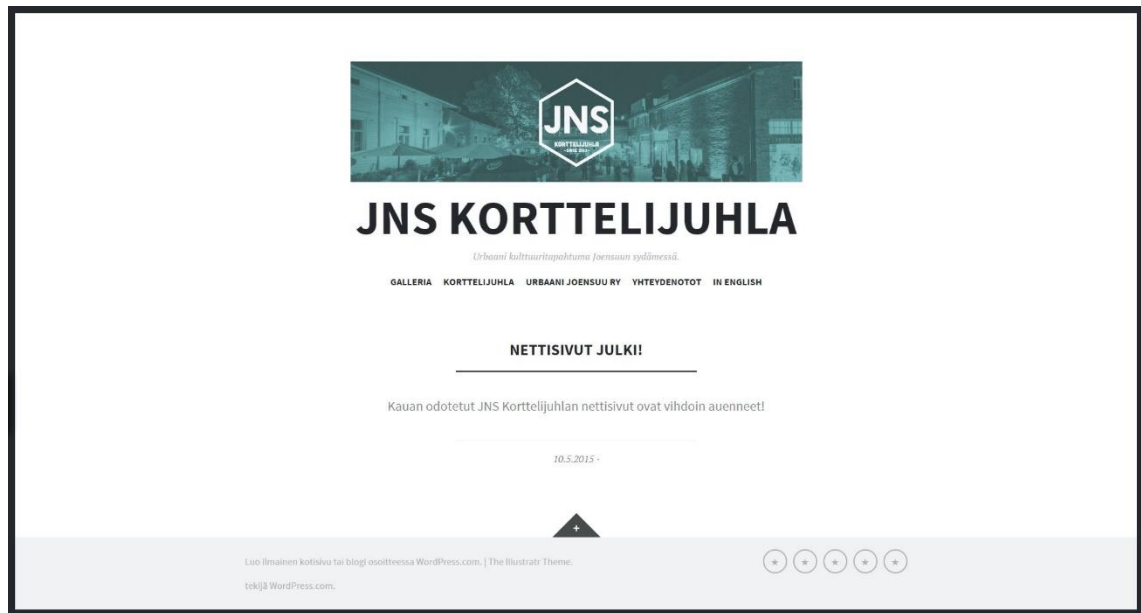 JNS
KORTTELIJUHLA
JNS KORTTELIJUHLA
Urbaani kulttuuritapahtuma Joensuun sydämessä.
GALLERIA KORTTELIJUHLA URBAANI JOENSUU RY YHTEYDENOTOT IN ENGLISH
NETTISIVUT JULKI!
Kauan odotetut JNS Korttelijuhlan nettisivut ovat vihdoin auenneet!
10.5.2015 -
+
Luo ilmainen kotisivu tai blogi osoitteessa WordPress.com. | The Illustratr Theme.
tekijä WordPress.com.